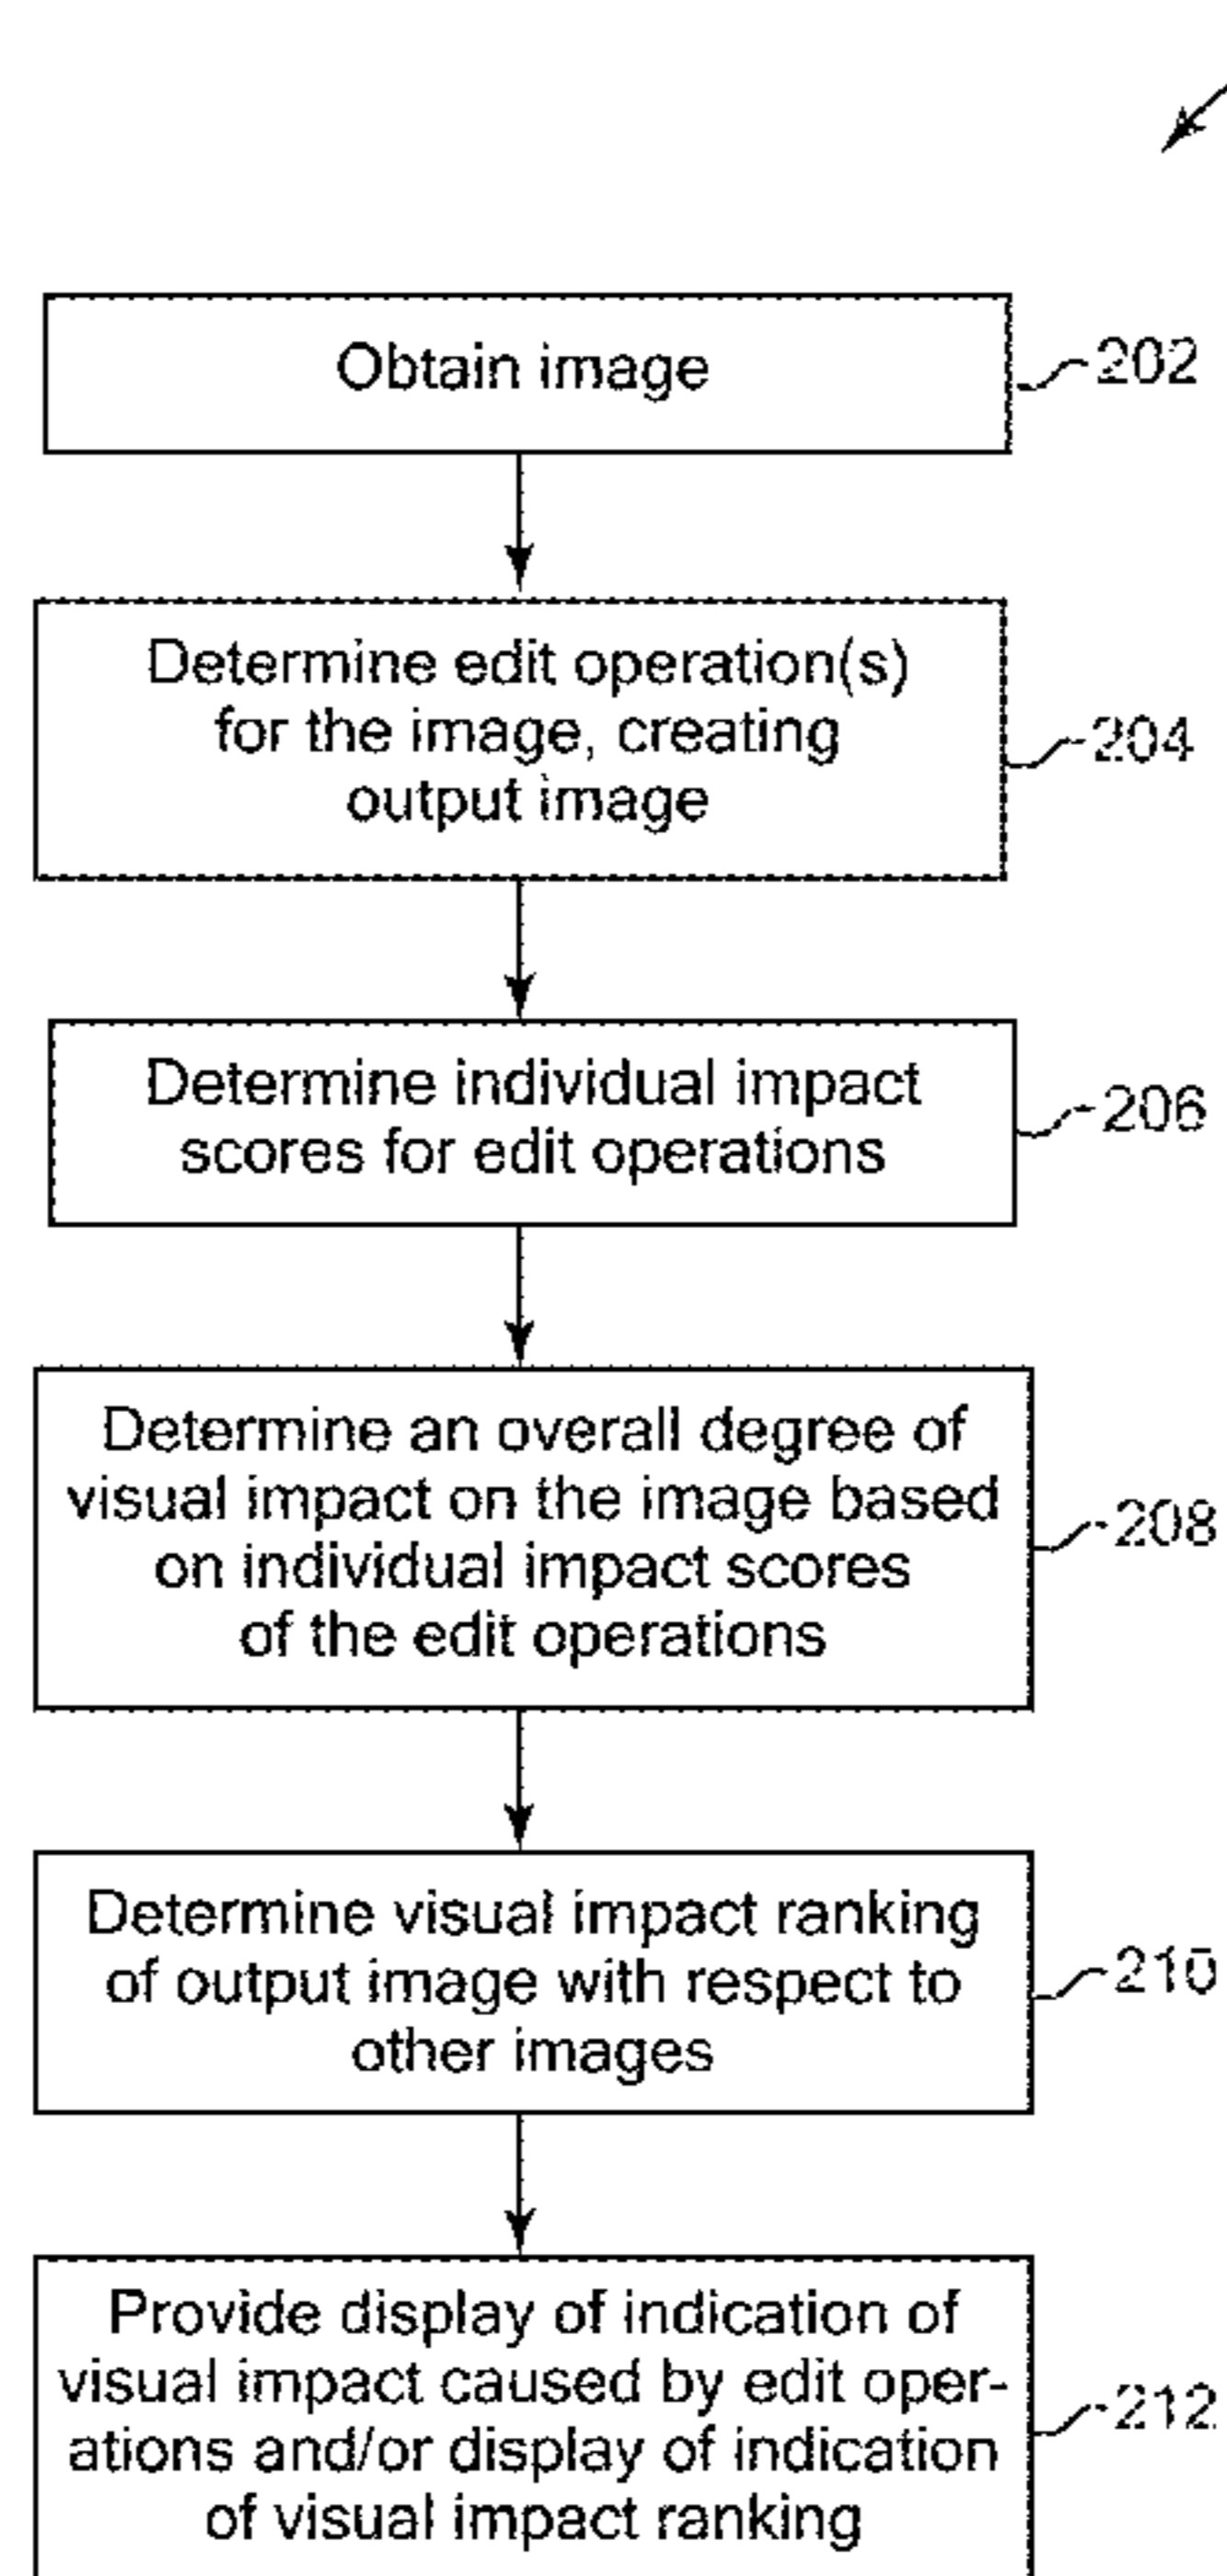 Obtain image
202
Determine edit operation(s)
for the image, creating
output image
204
Determine individual impact
scores for edit operations
206
Determine an overall degree of
visual impact on the image based
on individual impact scores
of the edit operations
208
Determine visual impact ranking
of output image with respect to
other images
210
Provide display of indication of
visual impact caused by edit oper-
ations and/or display of indication
of visual impact ranking
212